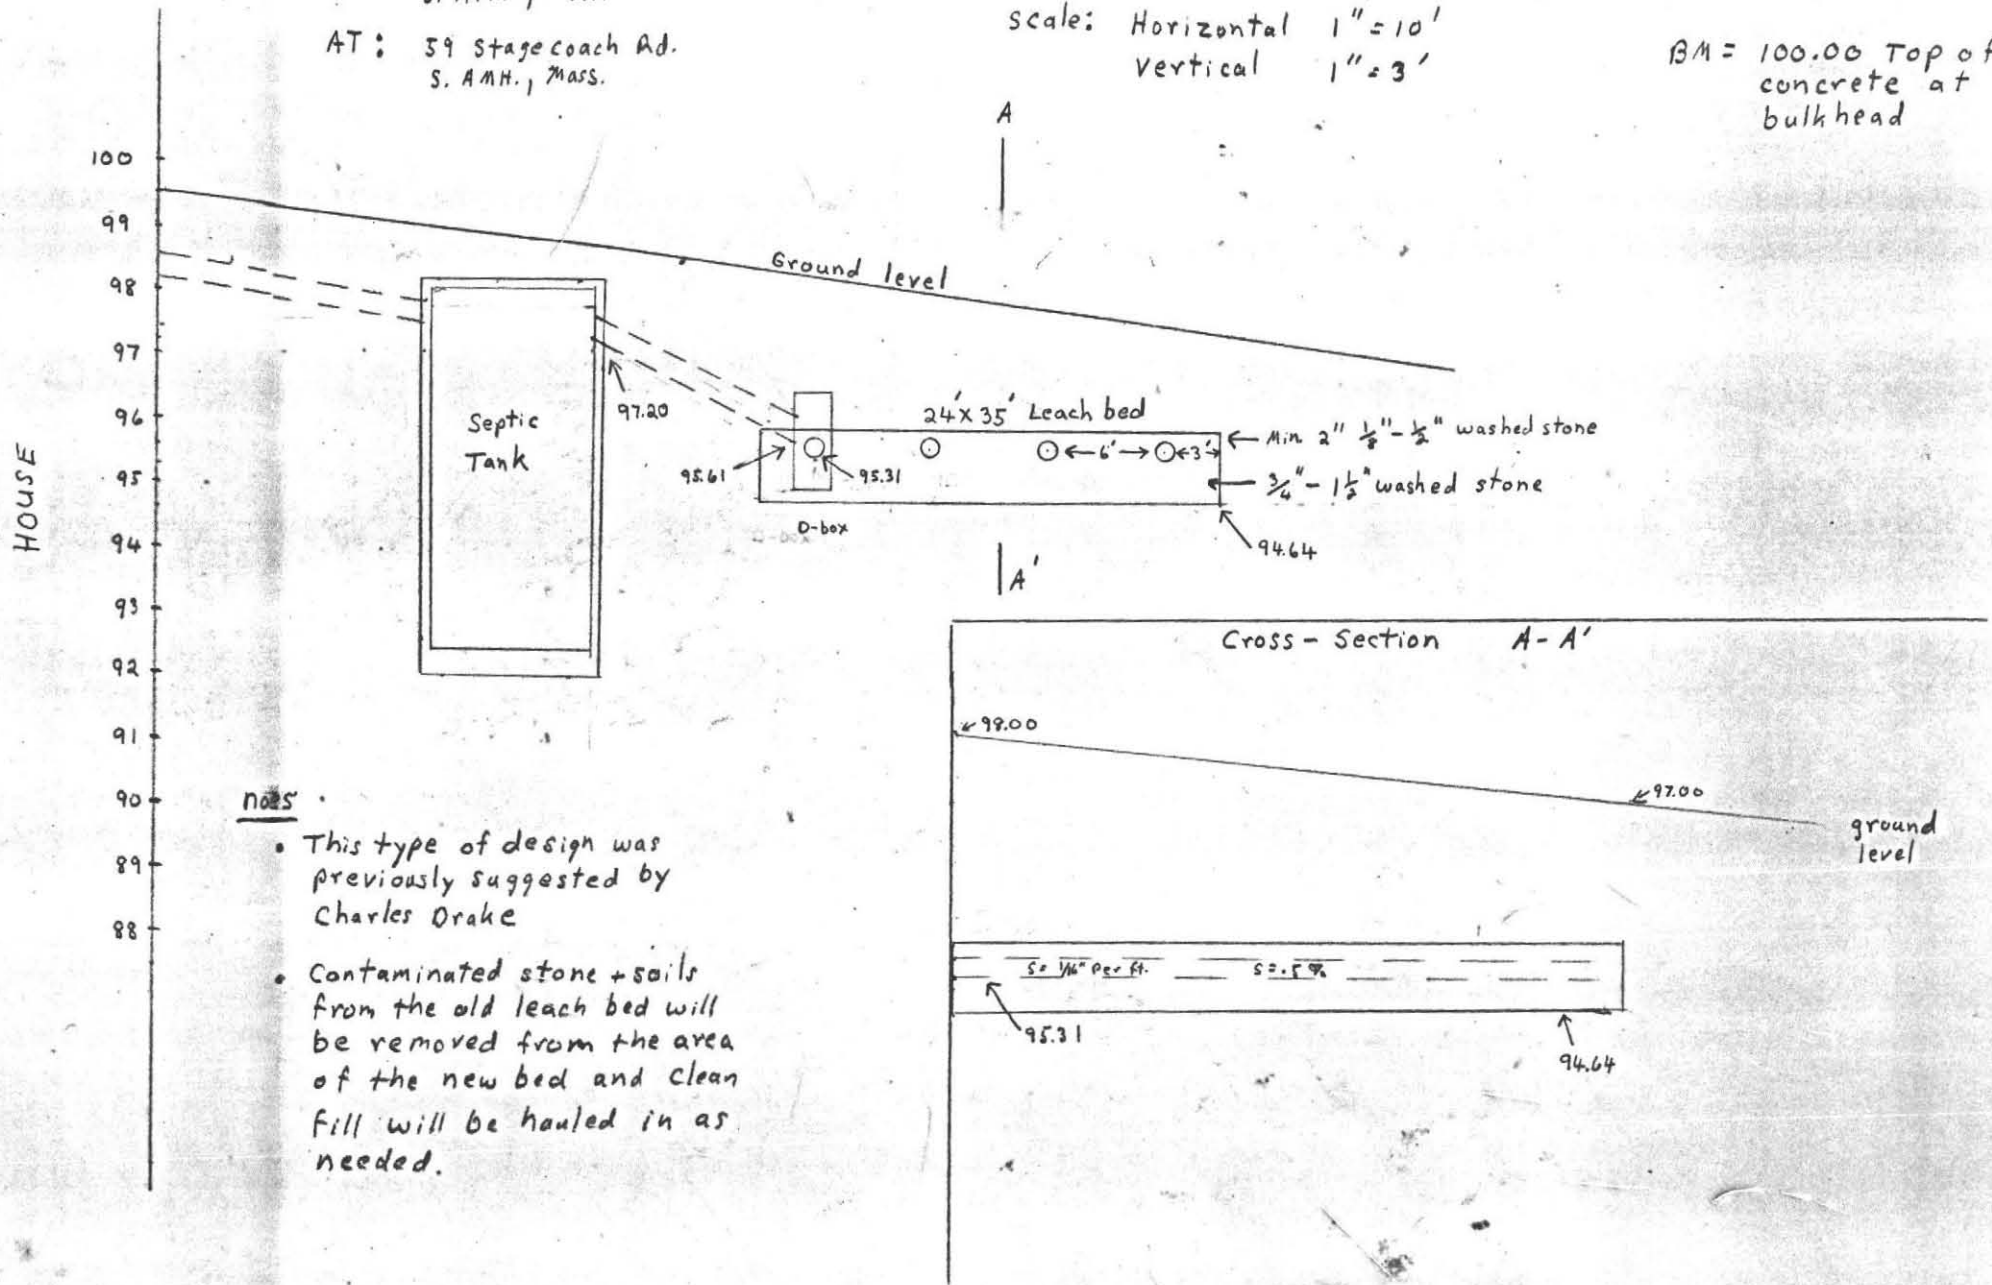 AT: 59 Stagecoach Rd.
S. AMH., Mass.
scale: Horizontal 1" = 10'
vertical 1" = 3'
BM = 100.00 Top of
concrete at
bulkhead
A
100
99
98
97
96
95
94
93
92
91
90
89
88
HOUSE
Ground level
Septic
Tank
97.20
24' x 35' Leach bed
6'
3'
Min 2" 1/8" - 1/2" washed stone
3/4" - 1 1/2" washed stone
95.61
95.31
D-box
94.64
A'
Cross-Section A-A'
98.00
97.00
ground
level
S = 1/16" per ft.
S = .5 %
95.31
94.64
• This type of design was
previously suggested by
Charles Drake
• Contaminated stone + soils
from the old leach bed will
be removed from the area
of the new bed and clean
fill will be hauled in as
needed.